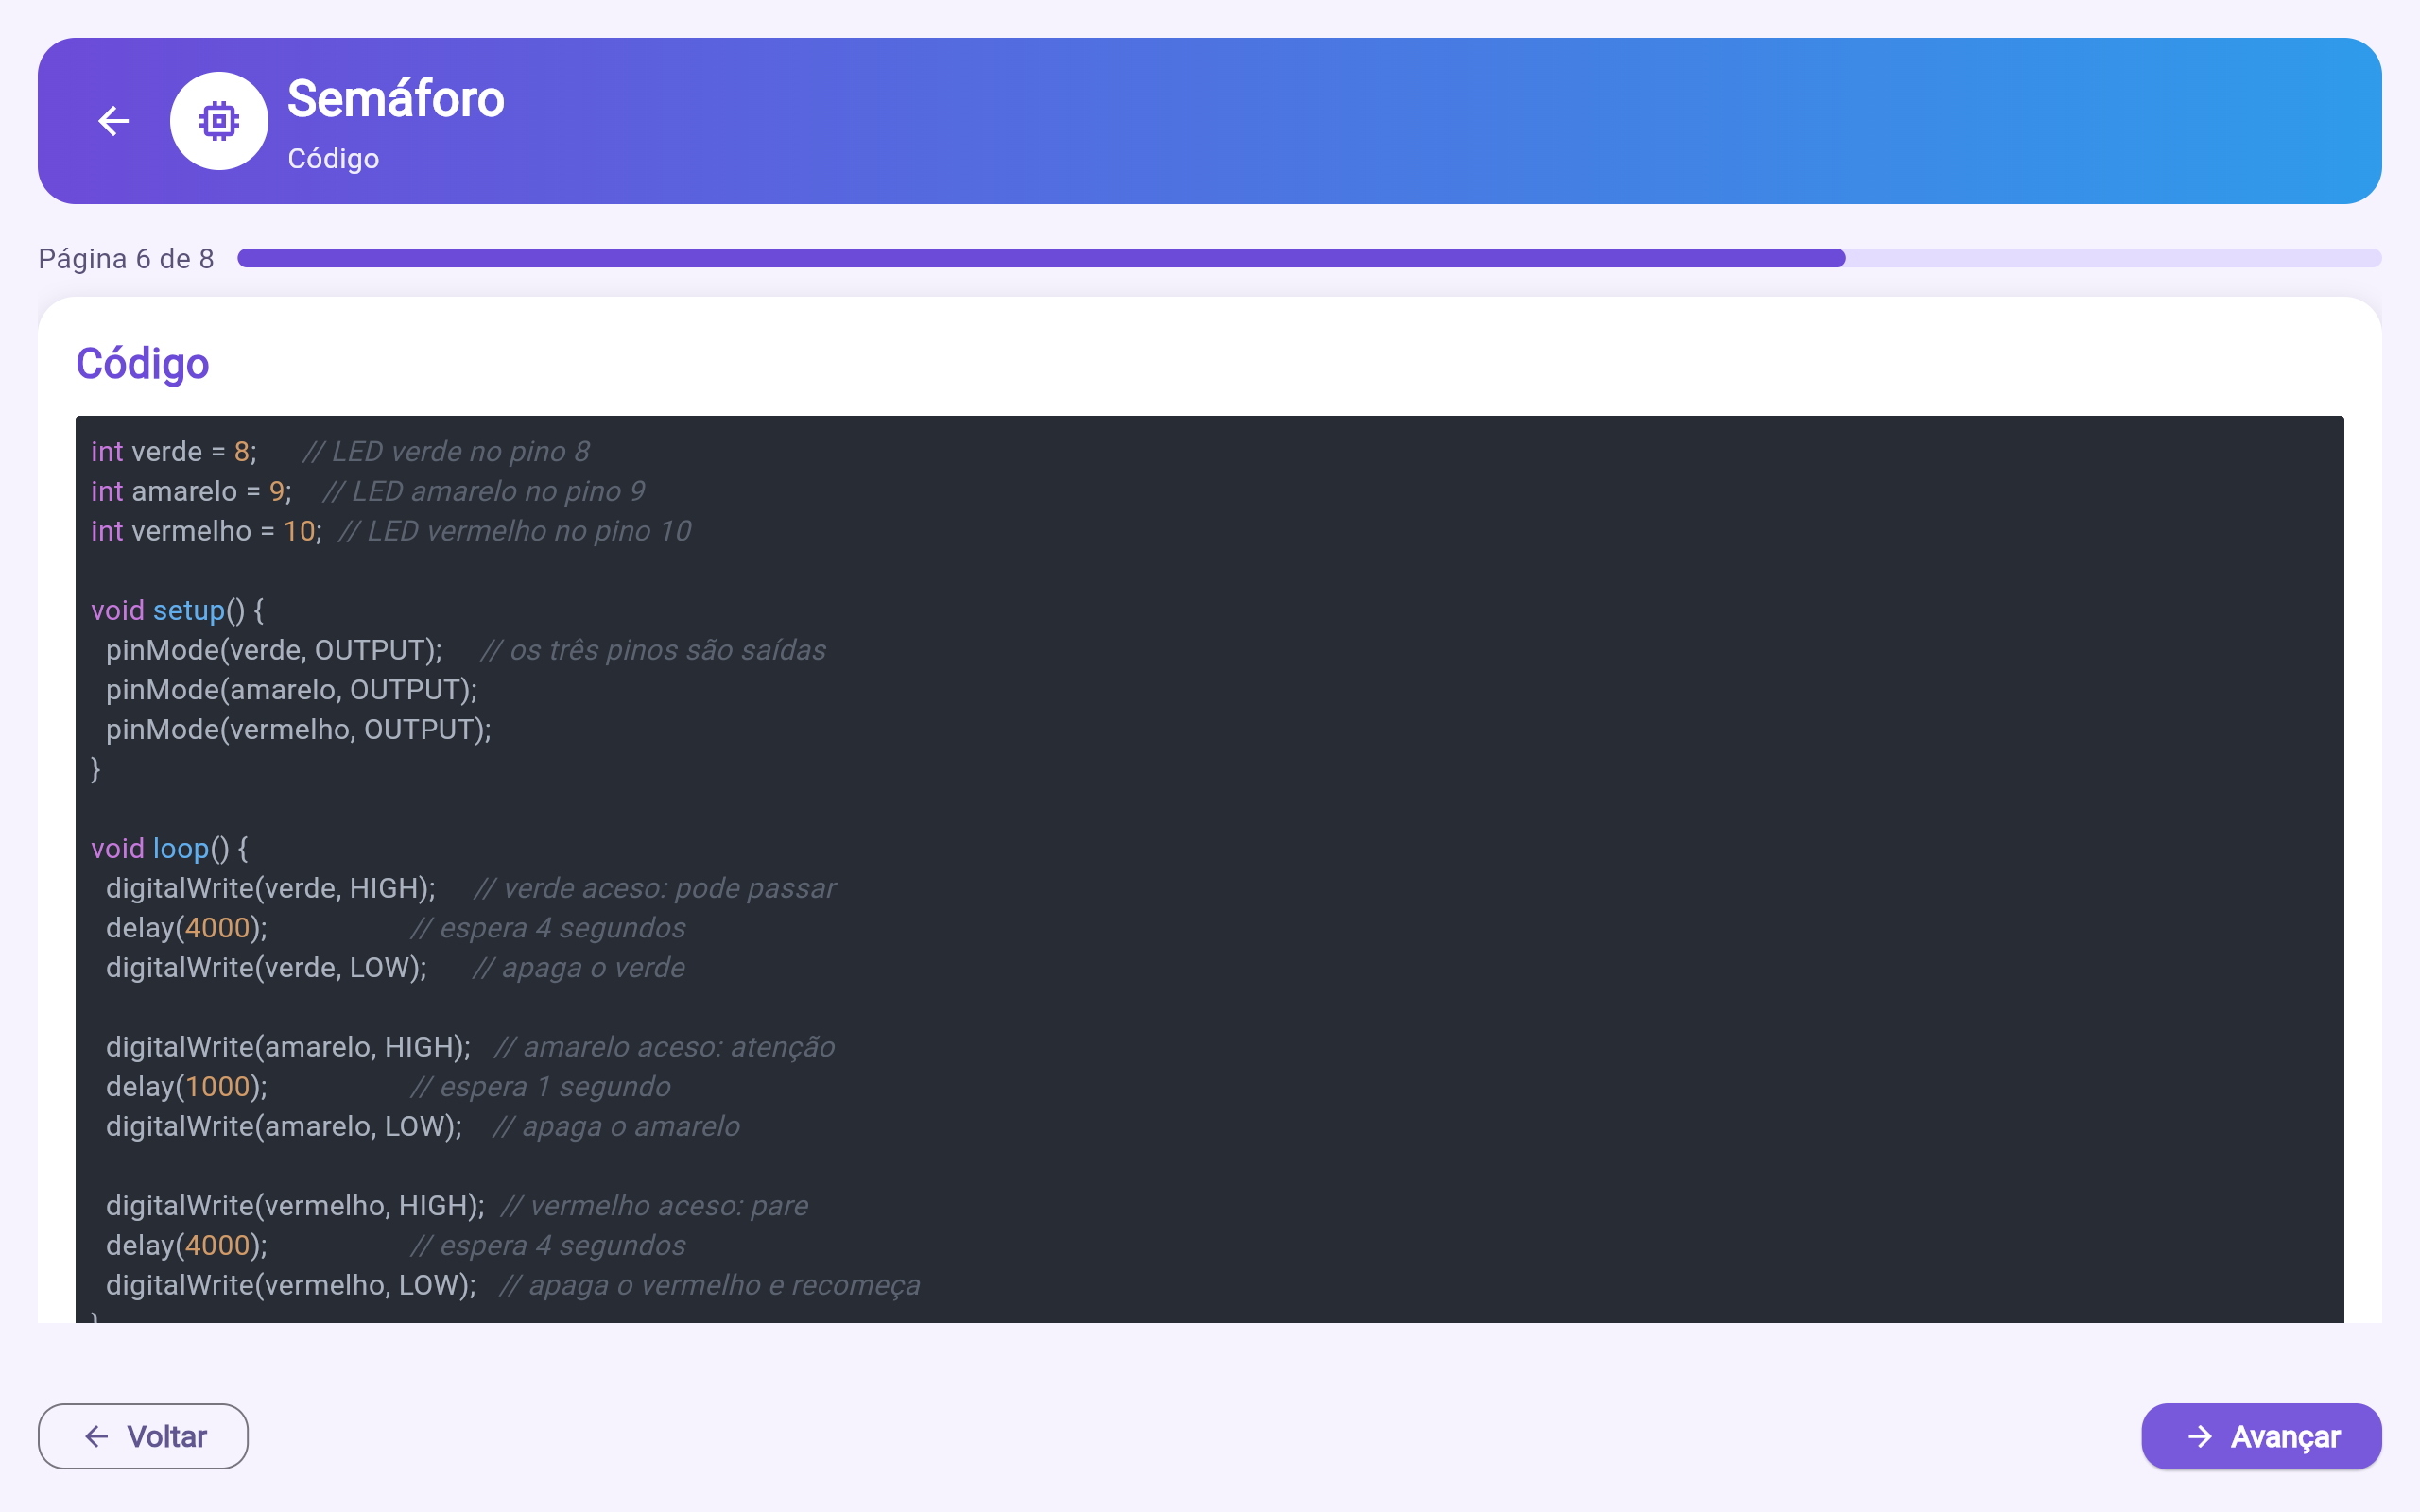 Semáforo
Código
Página 6 de 8
Código
int verde = 8;      // LED verde no pino 8
int amarelo = 9;    // LED amarelo no pino 9
int vermelho = 10;  // LED vermelho no pino 10

void setup() {
  pinMode(verde, OUTPUT);     // os três pinos são saídas
  pinMode(amarelo, OUTPUT);
  pinMode(vermelho, OUTPUT);
}

void loop() {
  digitalWrite(verde, HIGH);     // verde aceso: pode passar
  delay(4000);                   // espera 4 segundos
  digitalWrite(verde, LOW);      // apaga o verde

  digitalWrite(amarelo, HIGH);   // amarelo aceso: atenção
  delay(1000);                   // espera 1 segundo
  digitalWrite(amarelo, LOW);    // apaga o amarelo

  digitalWrite(vermelho, HIGH);  // vermelho aceso: pare
  delay(4000);                   // espera 4 segundos
  digitalWrite(vermelho, LOW);   // apaga o vermelho e recomeça
}
Voltar
Avançar